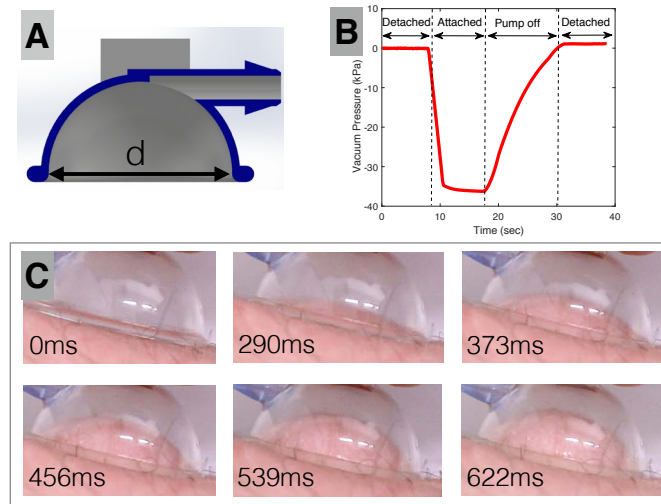 A
d
B
Detached Attached Pump off Detached
0
-10
-20
-30
-40
Vacuum Pressure (kPa)
0 10 20 30 40
Time (sec)
C
0ms
290ms
373ms
456ms
539ms
622ms